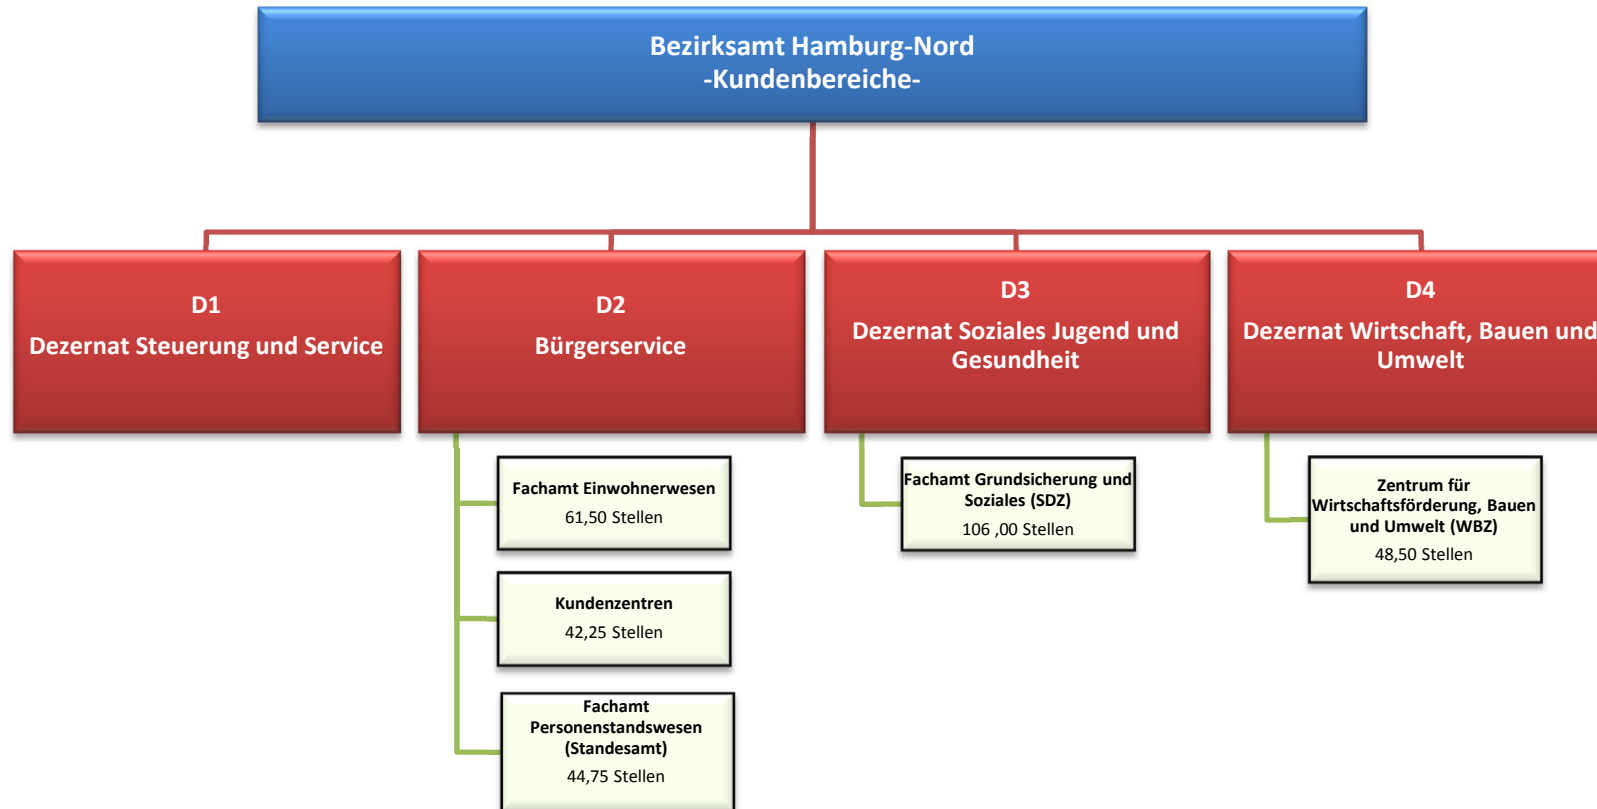 Bezirksamt Hamburg-Nord
-Kundenbereiche-
D1
Dezernat Steuerung und Service
D2
Bürgerservice
D3
Dezernat Soziales Jugend und
Gesundheit
D4
Dezernat Wirtschaft, Bauen und
Umwelt
Fachamt Einwohnerwesen
61,50 Stellen
Kundenzentren
42,25 Stellen
Fachamt
Personenstandswesen
(Standesamt)
44,75 Stellen
Fachamt Grundsicherung und
Soziales (SDZ)
106 ,00 Stellen
Zentrum für
Wirtschaftsförderung, Bauen
und Umwelt (WBZ)
48,50 Stellen